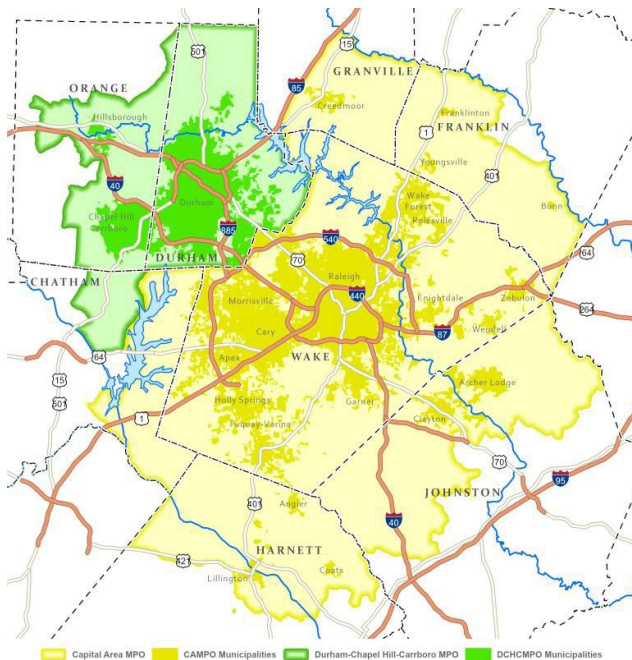 15
501
GRANVILLE
85
ORANGE
Creedmoor
Hillsborough
Franklinton
1
FRANKLIN
Youngsville
401
40
Wake
Forest
Rolesville
Durham
Bunn
Chapel Hill
Carrboro
885
540
DURHAM
70
64
CHATHAM
Raleigh
440
Morrisville
Knightdale
Zebulon
264
Cary
87
Wendell
64
Apex
WAKE
15
501
Archer Lodge
Holly Springs
Garner
1
Clayton
Fuquay-Varina
70
95
JOHNSTON
401
Angier
40
HARNETT
421
Coats
Lillington
Capital Area MPO
CAMPO Municipalities
Durham-Chapel Hill-Carrboro MPO
DCHCMPO Municipalities